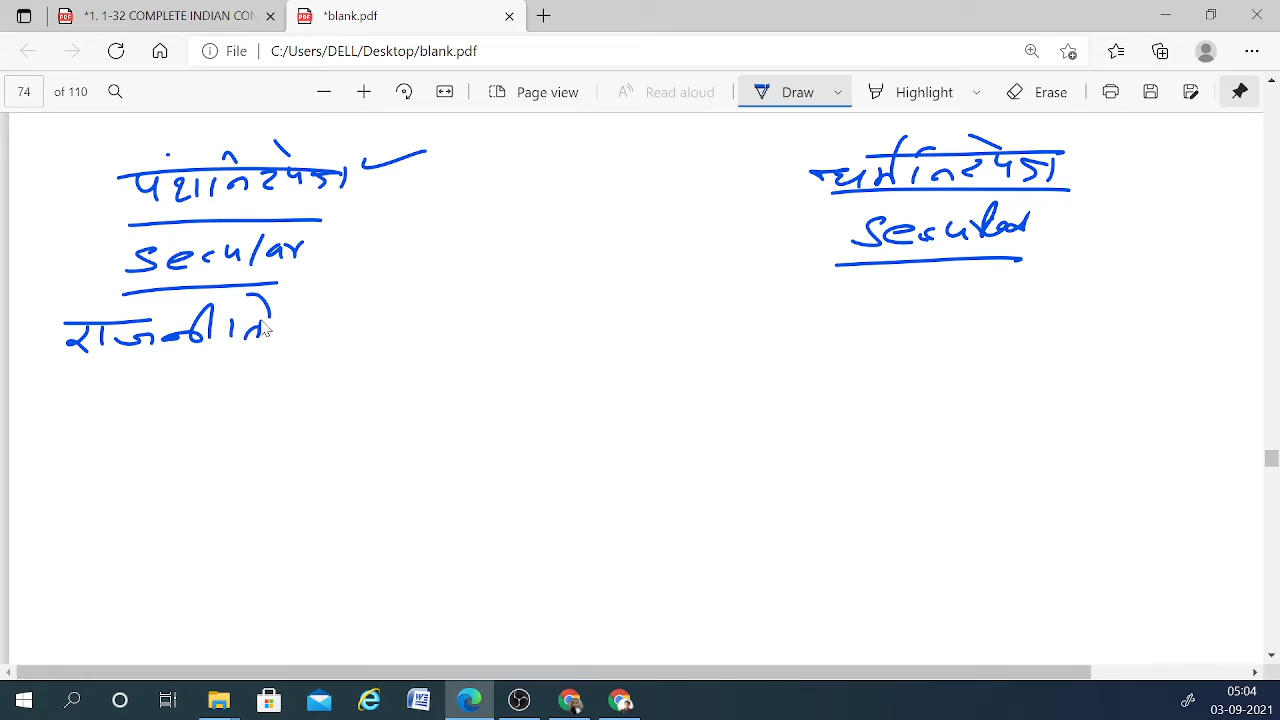 *1. 1-32 COMPLETE INDIAN CON
*blank.pdf
File
C:/Users/DELL/Desktop/blank.pdf
74 of 110
Page view
Read aloud
Draw
Highlight
Erase
पंथनिरपेक्ष
धर्मनिरपेक्ष
secular
राजनीति
05:04
03-09-2021